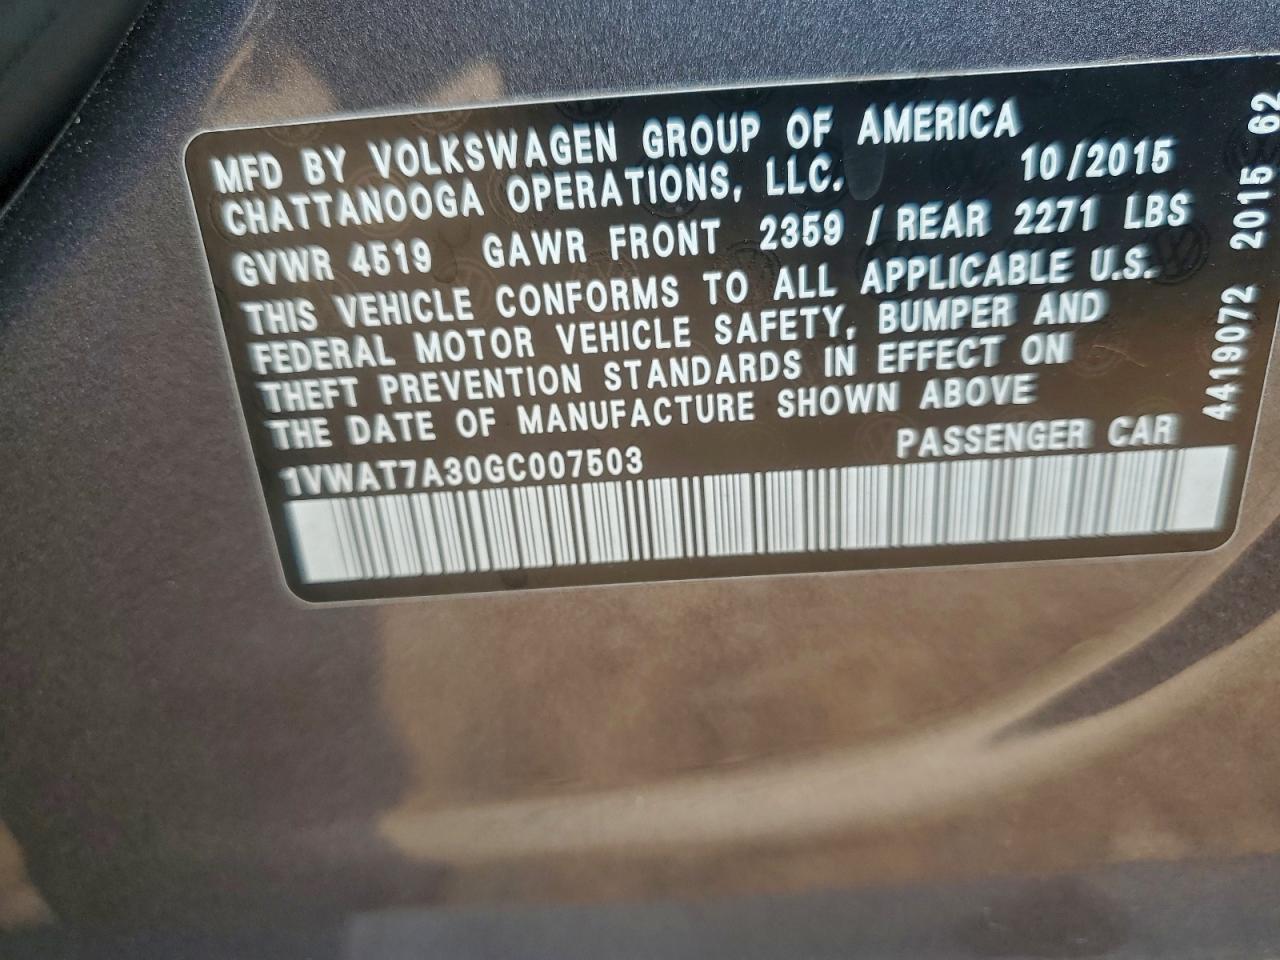 MFD BY VOLKSWAGEN GROUP OF AMERICA
CHATTANOOGA OPERATIONS, LLC. 10/2015
GVWR 4519 GAWR FRONT 2359 / REAR 2271 LBS
THIS VEHICLE CONFORMS TO ALL APPLICABLE U.S.
FEDERAL MOTOR VEHICLE SAFETY, BUMPER AND
THEFT PREVENTION STANDARDS IN EFFECT ON
THE DATE OF MANUFACTURE SHOWN ABOVE
1VWAT7A30GC007503 PASSENGER CAR
4419072 2015 62